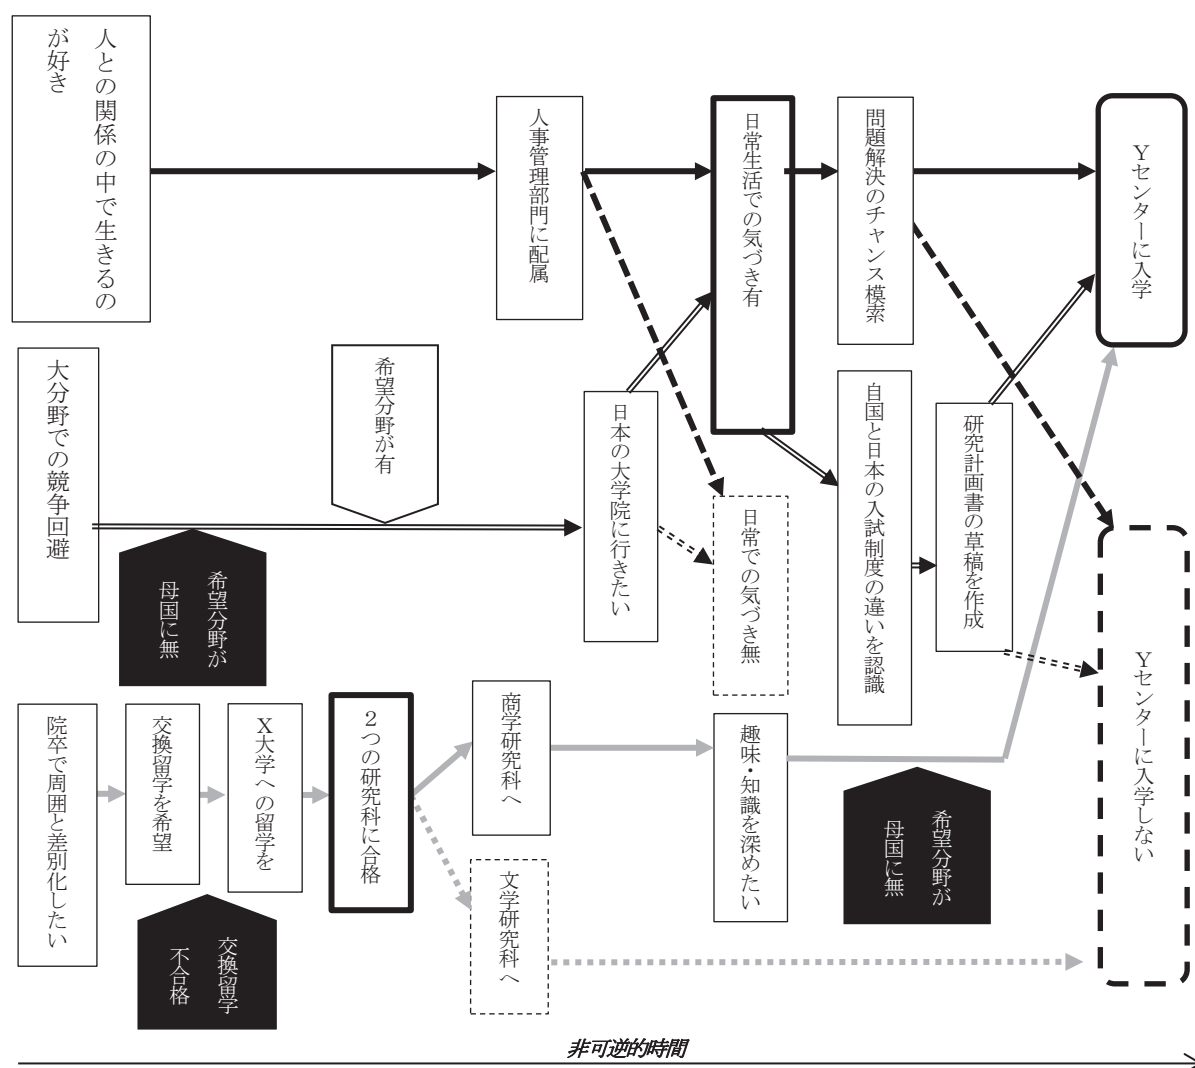 人との関係の中で生きるの
が好き
人事管理部門に配属
日常生活での気づき有
問題解決のチャンス模索
Yセンターに入学
大分野での競争回避
希望分野が有
希望分野が
母国に無
日本の大学院に行きたい
日常での気づき無
自国と日本の入試制度の違いを認識
研究計画書の草稿を作成
Yセンターに入学しない
院卒で周囲と差別化したい
交換留学を希望
X大学への留学を
交換留学
不合格
2つの研究科に合格
商学研究科へ
文学研究科へ
趣味・知識を深めたい
希望分野が
母国に無
非可逆的時間